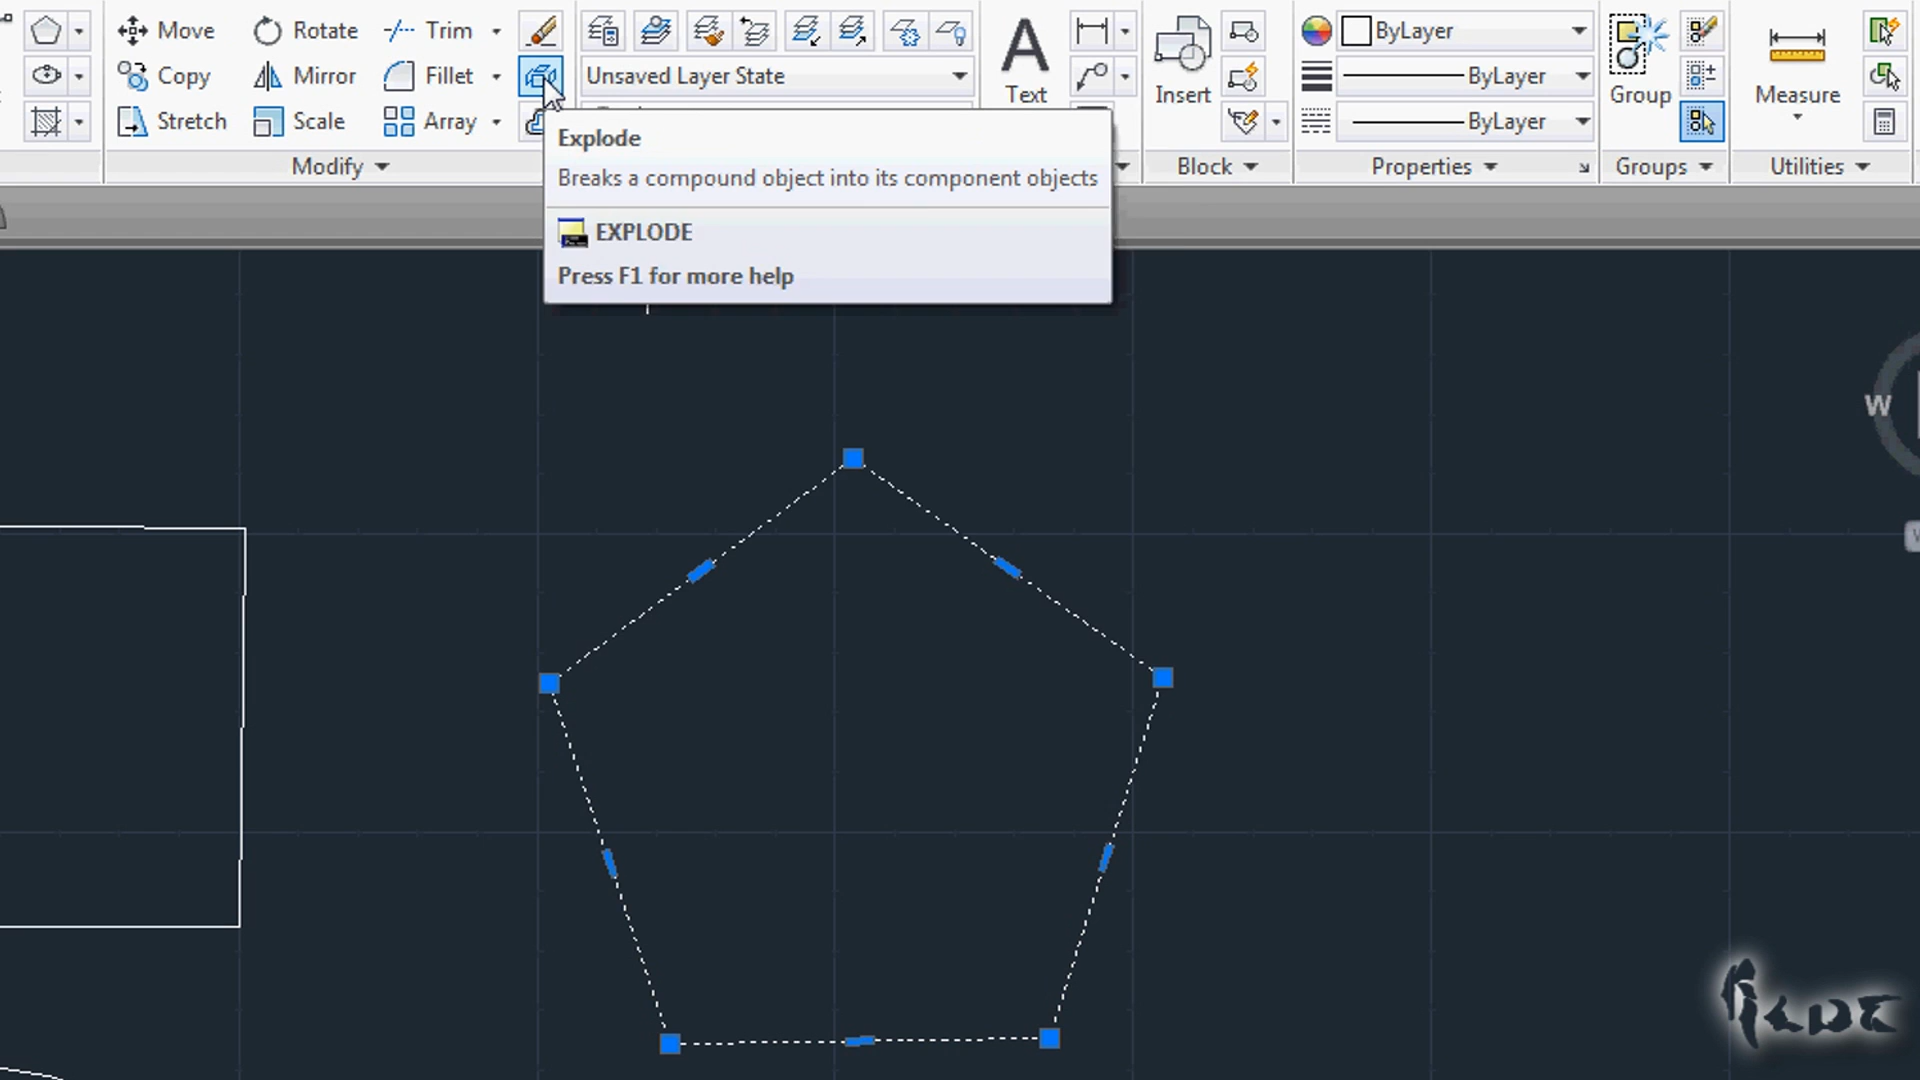 Move Rotate Trim
Copy Mirror Fillet
Stretch Scale Array
Modify
Unsaved Layer State
Text
Insert
Block
ByLayer
ByLayer
ByLayer
Properties
Group
Groups
Measure
Utilities
Explode
Breaks a compound object into its component objects
EXPLODE
Press F1 for more help
W